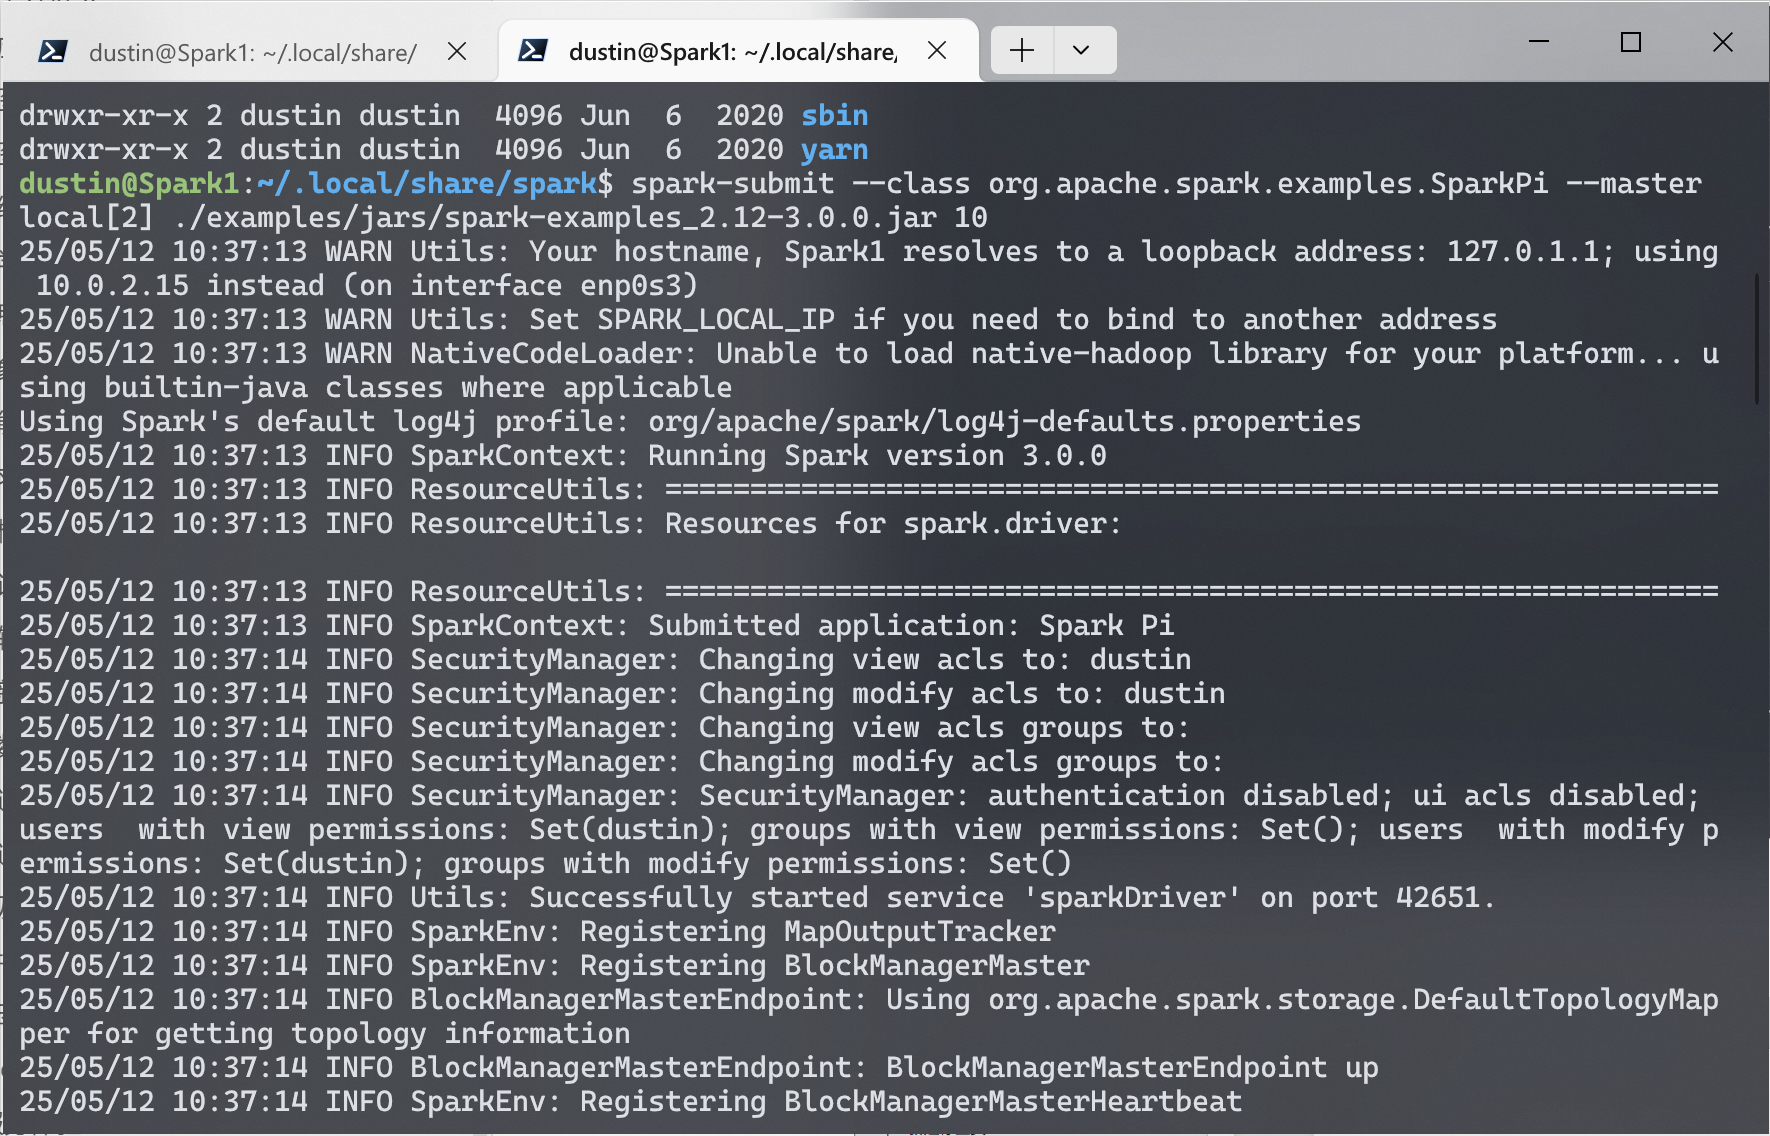 dustin@Spark1: ~/.local/share/
dustin@Spark1: ~/.local/share/
drwxr-xr-x 2 dustin dustin  4096 Jun  6  2020 sbin
drwxr-xr-x 2 dustin dustin  4096 Jun  6  2020 yarn
dustin@Spark1:~/.local/share/spark$ spark-submit --class org.apache.spark.examples.SparkPi --master
local[2] ./examples/jars/spark-examples_2.12-3.0.0.jar 10
25/05/12 10:37:13 WARN Utils: Your hostname, Spark1 resolves to a loopback address: 127.0.1.1; using
 10.0.2.15 instead (on interface enp0s3)
25/05/12 10:37:13 WARN Utils: Set SPARK_LOCAL_IP if you need to bind to another address
25/05/12 10:37:13 WARN NativeCodeLoader: Unable to load native-hadoop library for your platform... u
sing builtin-java classes where applicable
Using Spark's default log4j profile: org/apache/spark/log4j-defaults.properties
25/05/12 10:37:13 INFO SparkContext: Running Spark version 3.0.0
25/05/12 10:37:13 INFO ResourceUtils: ==============================================================
25/05/12 10:37:13 INFO ResourceUtils: Resources for spark.driver:
25/05/12 10:37:13 INFO ResourceUtils: ==============================================================
25/05/12 10:37:13 INFO SparkContext: Submitted application: Spark Pi
25/05/12 10:37:14 INFO SecurityManager: Changing view acls to: dustin
25/05/12 10:37:14 INFO SecurityManager: Changing modify acls to: dustin
25/05/12 10:37:14 INFO SecurityManager: Changing view acls groups to:
25/05/12 10:37:14 INFO SecurityManager: Changing modify acls groups to:
25/05/12 10:37:14 INFO SecurityManager: SecurityManager: authentication disabled; ui acls disabled;
users  with view permissions: Set(dustin); groups with view permissions: Set(); users  with modify p
ermissions: Set(dustin); groups with modify permissions: Set()
25/05/12 10:37:14 INFO Utils: Successfully started service 'sparkDriver' on port 42651.
25/05/12 10:37:14 INFO SparkEnv: Registering MapOutputTracker
25/05/12 10:37:14 INFO SparkEnv: Registering BlockManagerMaster
25/05/12 10:37:14 INFO BlockManagerMasterEndpoint: Using org.apache.spark.storage.DefaultTopologyMap
per for getting topology information
25/05/12 10:37:14 INFO BlockManagerMasterEndpoint: BlockManagerMasterEndpoint up
25/05/12 10:37:14 INFO SparkEnv: Registering BlockManagerMasterHeartbeat